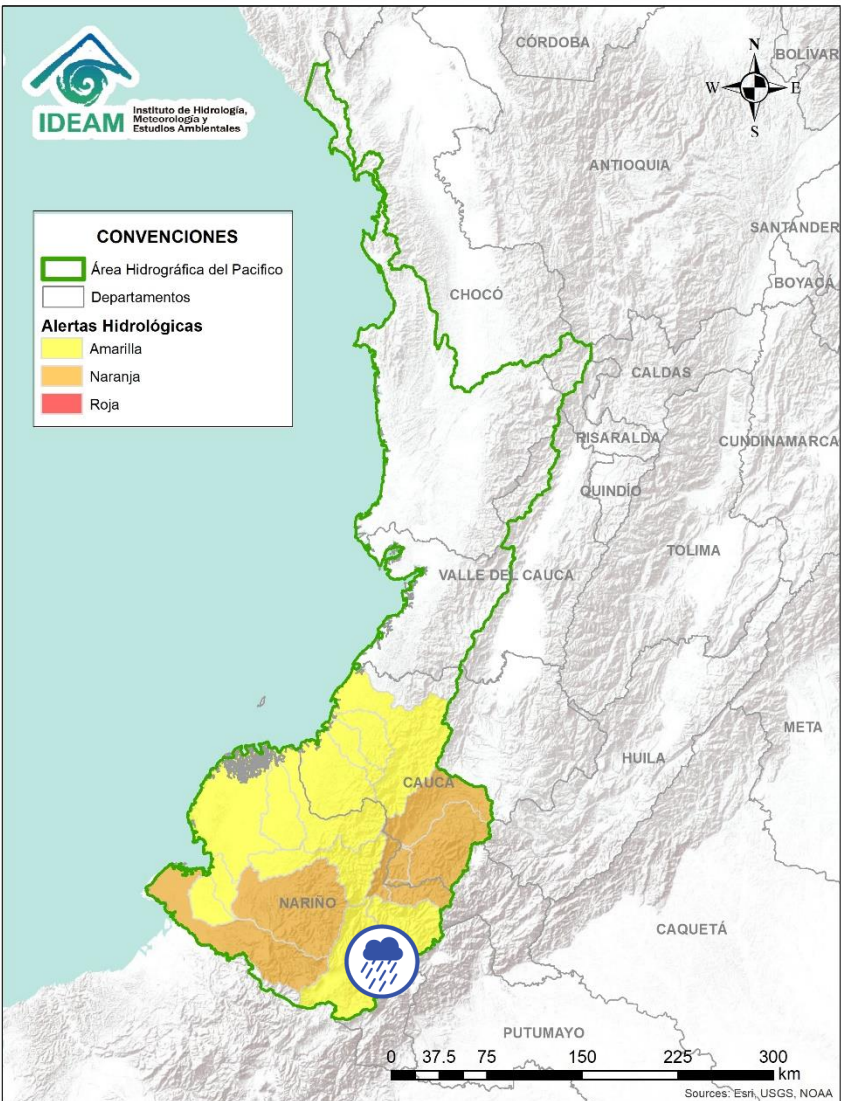 IDEAM
Instituto de Hidrología,
Meteorología y
Estudios Ambientales
N
W
E
S
CÓRDOBA
BOLÍVAR
ANTIOQUIA
SANTANDER
BOYACÁ
CONVENCIONES
Área Hidrográfica del Pacifico
Departamentos
Alertas Hidrológicas
Amarilla
Naranja
Roja
CHOCÓ
CALDAS
RISARALDA
CUNDINAMARCA
QUINDÍO
TOLIMA
VALLE DEL CAUCA
META
HUILA
CAUCA
NARIÑO
CAQUETÁ
PUTUMAYO
0 37.5 75 150 225 300
km
Sources: Esri, USGS, NOAA